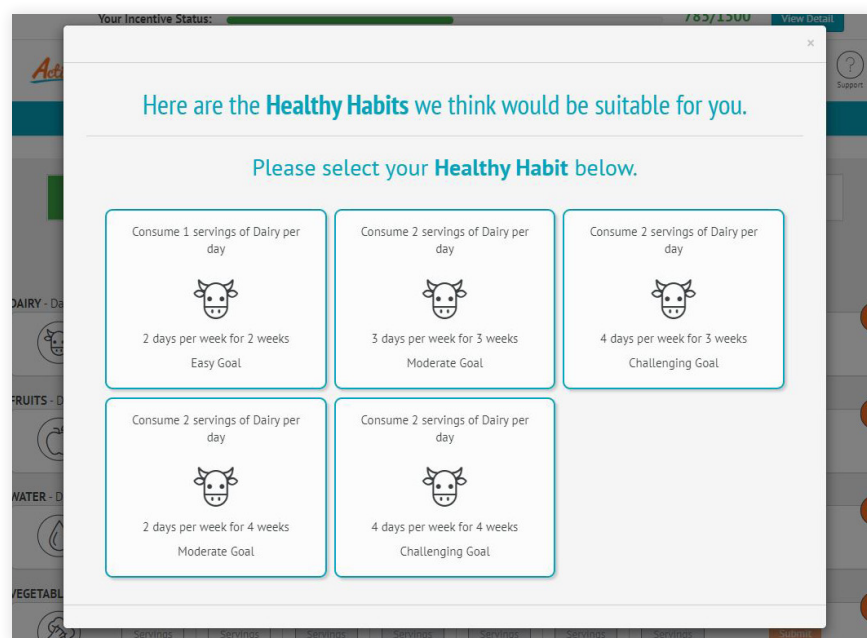 Your Incentive Status:
785/1500
View Detail
×
Acti
Support
Here are the Healthy Habits we think would be suitable for you.
Please select your Healthy Habit below.
Consume 1 servings of Dairy per
day
2 days per week for 2 weeks
Easy Goal
Consume 2 servings of Dairy per
day
3 days per week for 3 weeks
Moderate Goal
Consume 2 servings of Dairy per
day
4 days per week for 3 weeks
Challenging Goal
Consume 2 servings of Dairy per
day
2 days per week for 4 weeks
Moderate Goal
Consume 2 servings of Dairy per
day
4 days per week for 4 weeks
Challenging Goal
DAIRY - Da
FRUITS - D
WATER - D
VEGETABL
Servings Servings Servings Servings Servings Servings Servings Submit